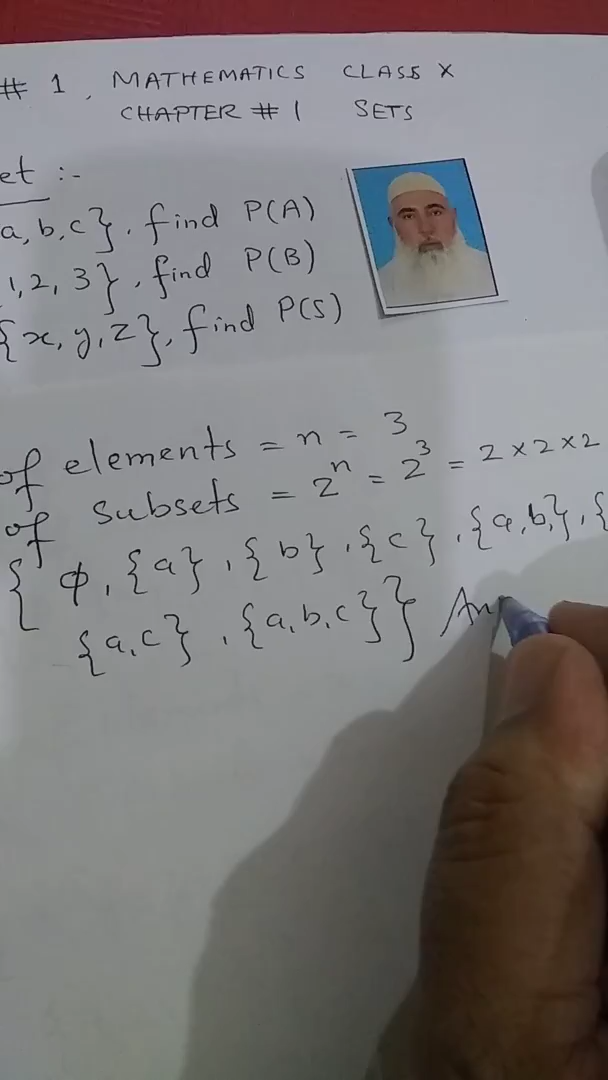 # 1, MATHEMATICS CLASS X
CHAPTER # 1 SETS
et :-
a, b, c}, find P(A)
1, 2, 3}, find P(B)
{x, y, z}, find P(S)
of elements = n = 3
of subsets = 2ⁿ = 2³ = 2 × 2 × 2
{ φ, {a}, {b}, {c}, {a, b,}, {
{a, c}, {a, b, c}} Ans